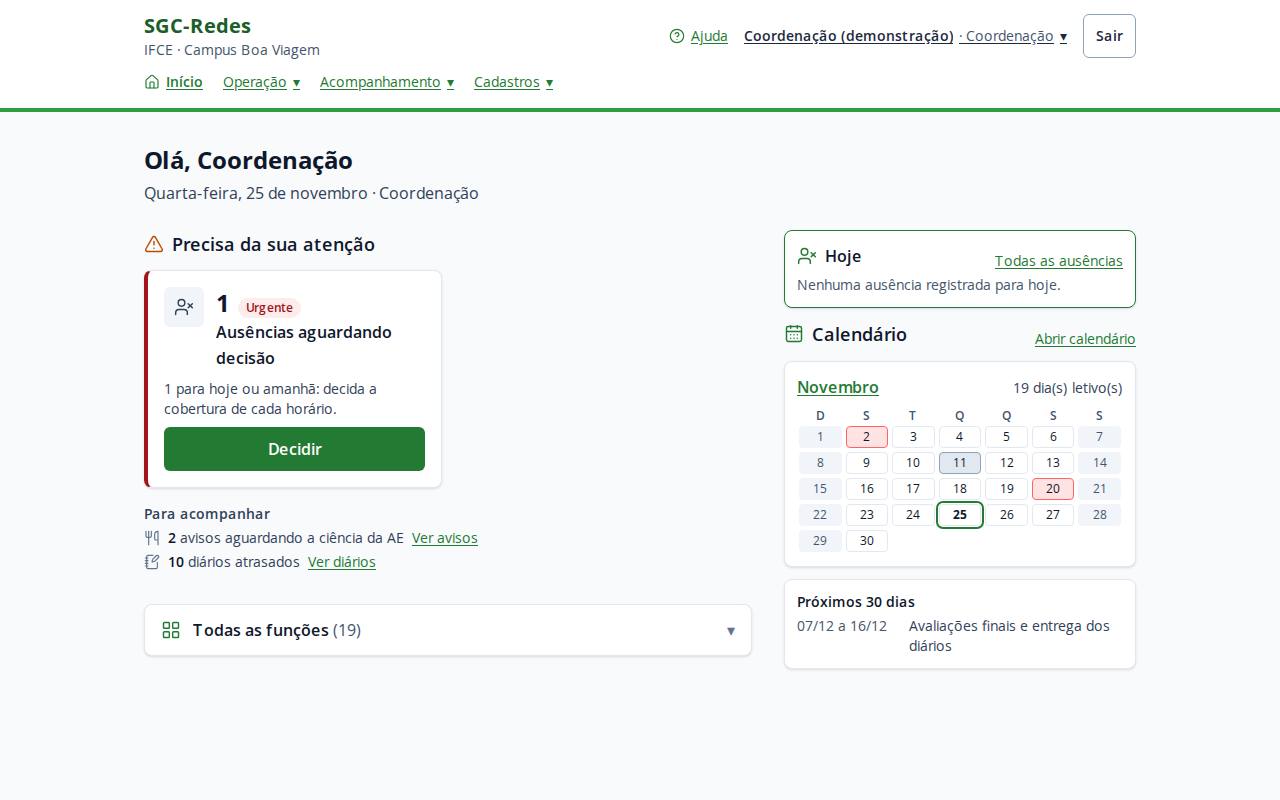 SGC-Redes
IFCE · Campus Boa Viagem
Ajuda
Coordenação (demonstração) · Coordenação ▾
Sair
Início
Operação ▾
Acompanhamento ▾
Cadastros ▾
Olá, Coordenação
Quarta-feira, 25 de novembro · Coordenação
Precisa da sua atenção
1 Urgente
Ausências aguardando
decisão
1 para hoje ou amanhã: decida a
cobertura de cada horário.
Decidir
Para acompanhar
2 avisos aguardando a ciência da AE Ver avisos
10 diários atrasados Ver diários
Todas as funções (19) ▾
Hoje
Todas as ausências
Nenhuma ausência registrada para hoje.
Calendário
Abrir calendário
Novembro
19 dia(s) letivo(s)
D S T Q Q S S
1 2 3 4 5 6 7
8 9 10 11 12 13 14
15 16 17 18 19 20 21
22 23 24 25 26 27 28
29 30
Próximos 30 dias
07/12 a 16/12 Avaliações finais e entrega dos
diários